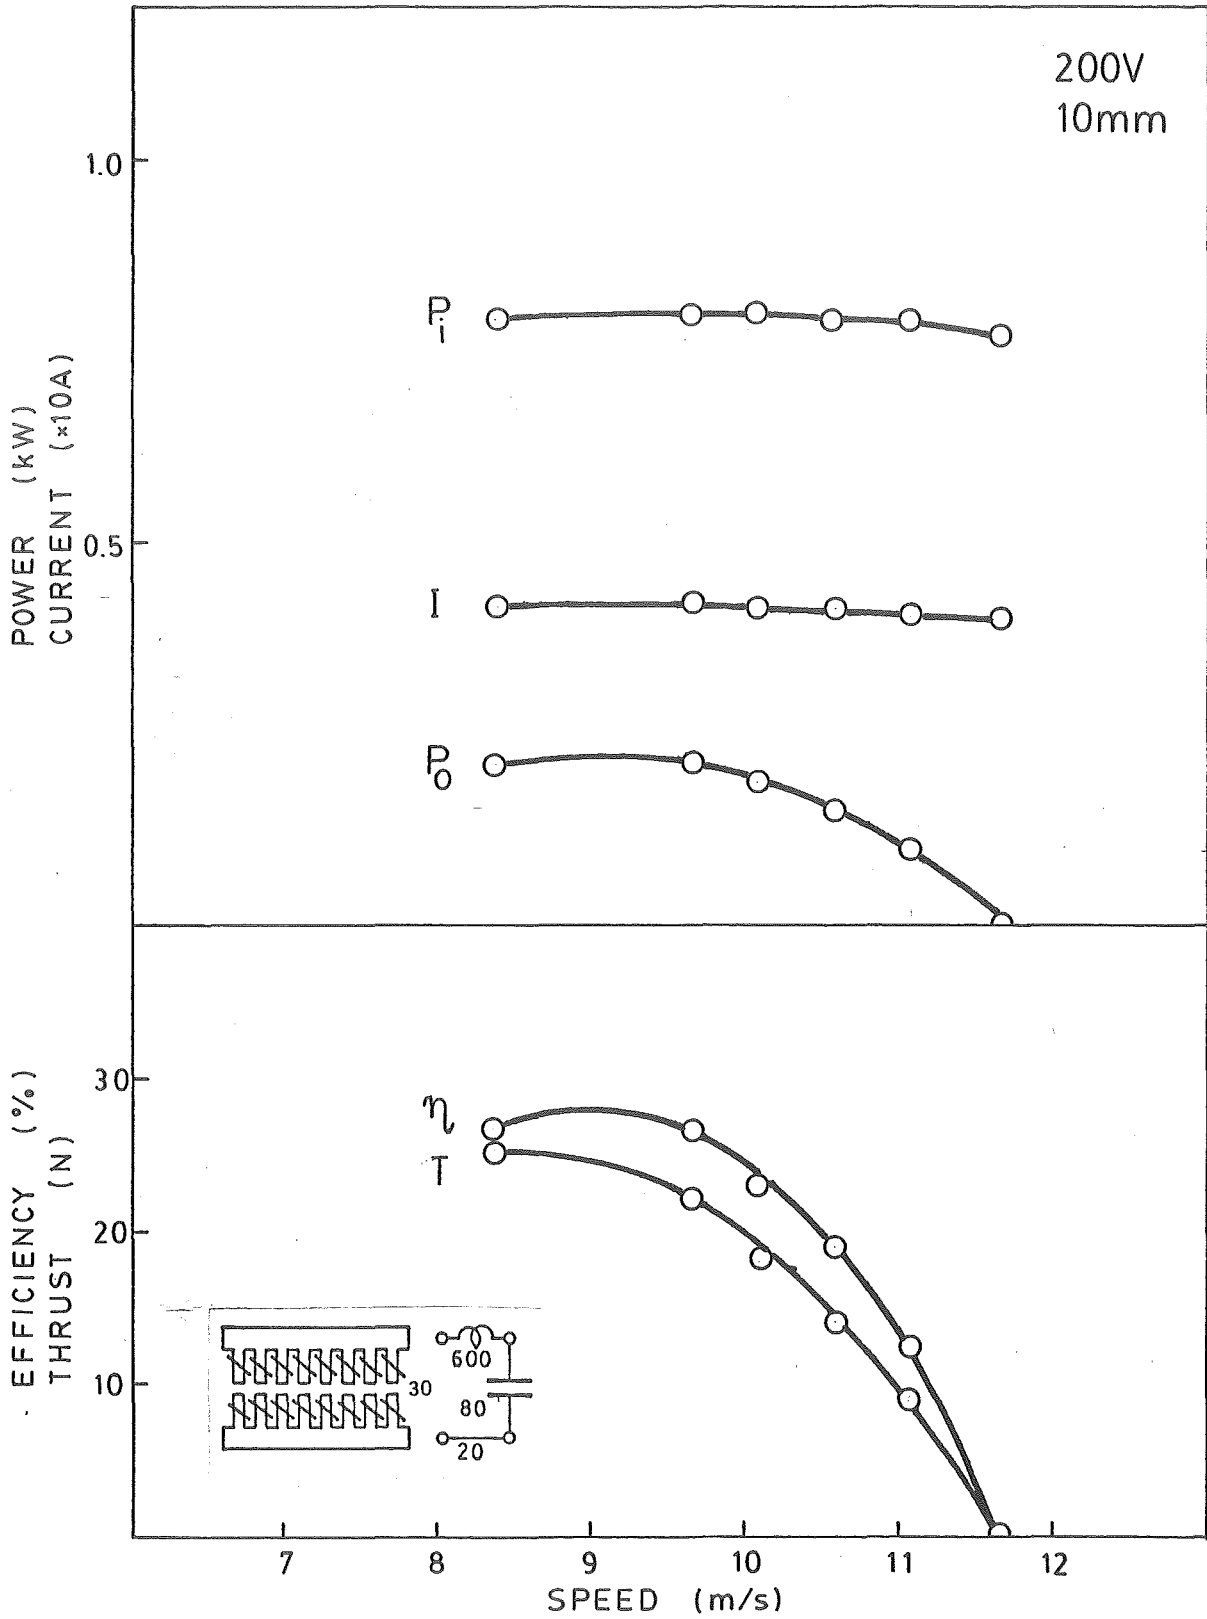 200V
10mm
1.0
0.5
POWER (kW)
CURRENT (×10A)
Pi
I
Po
30
20
10
EFFICIENCY (%)
THRUST (N)
η
T
600
30
80
20
7 8 9 10 11 12
SPEED (m/s)